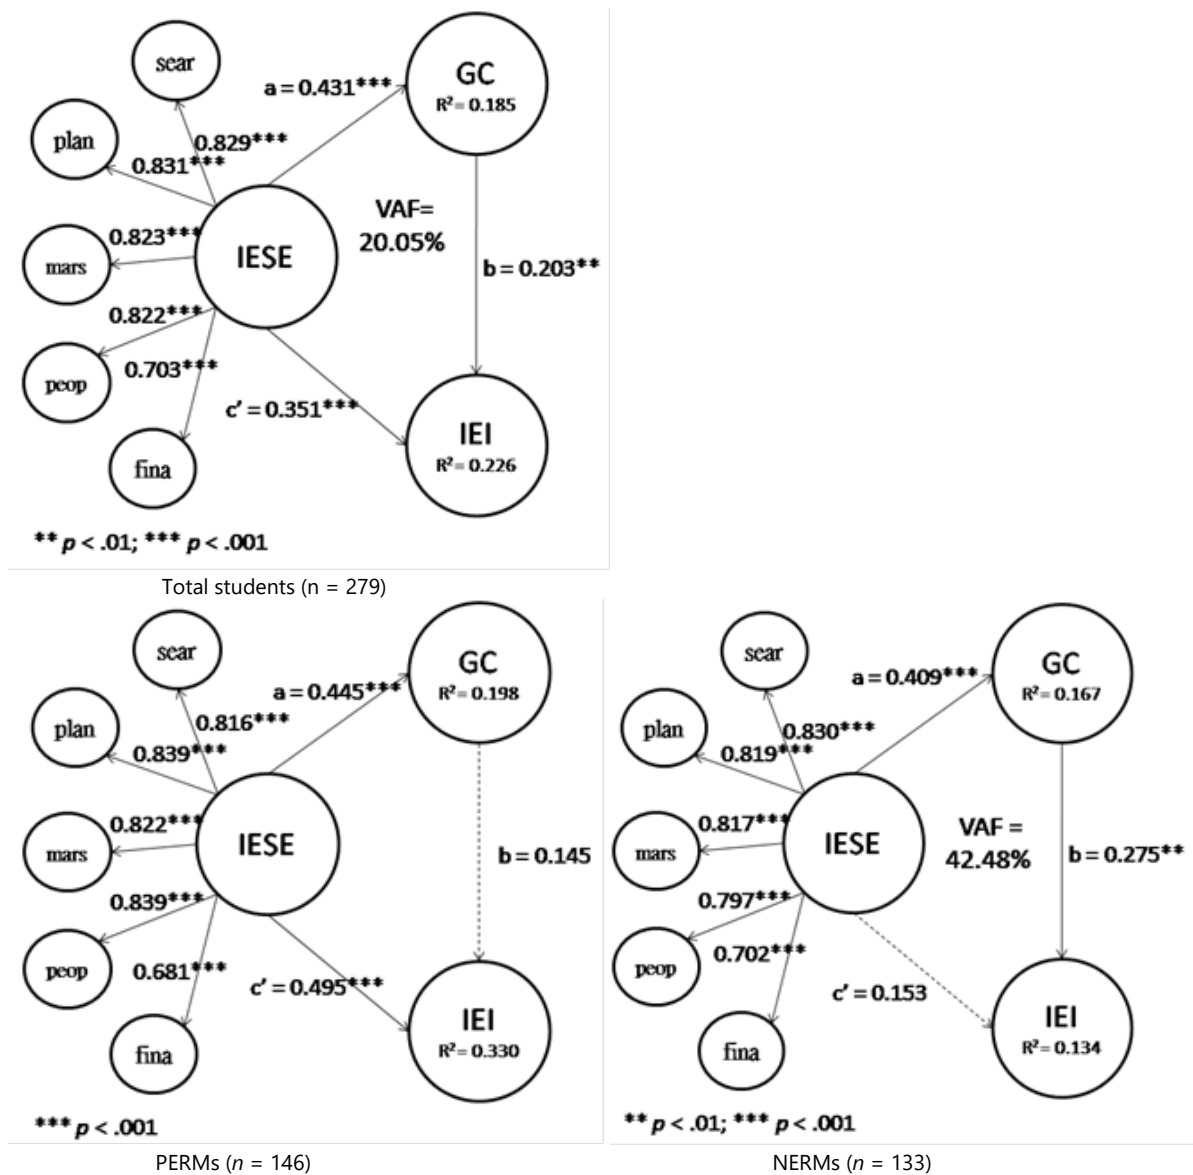 sear
GC
R² = 0.185
a = 0.431***
plan
0.829***
0.831***
VAF=
20.05%
mars
0.823***
IESE
b = 0.203**
0.822***
peop
0.703***
c’ = 0.351***
IEI
R² = 0.226
fina
** p < .01; *** p < .001
Total students (n = 279)
sear
GC
R² = 0.198
a = 0.445***
plan
0.816***
0.839***
mars
0.822***
IESE
b = 0.145
0.839***
peop
0.681***
c’ = 0.495***
IEI
R² = 0.330
fina
*** p < .001
PERMs (n = 146)
sear
GC
R² = 0.167
a = 0.409***
plan
0.830***
0.819***
VAF =
42.48%
mars
0.817***
IESE
b = 0.275**
0.797***
peop
0.702***
c’ = 0.153
IEI
R² = 0.134
fina
** p < .01; *** p < .001
NERMs (n = 133)